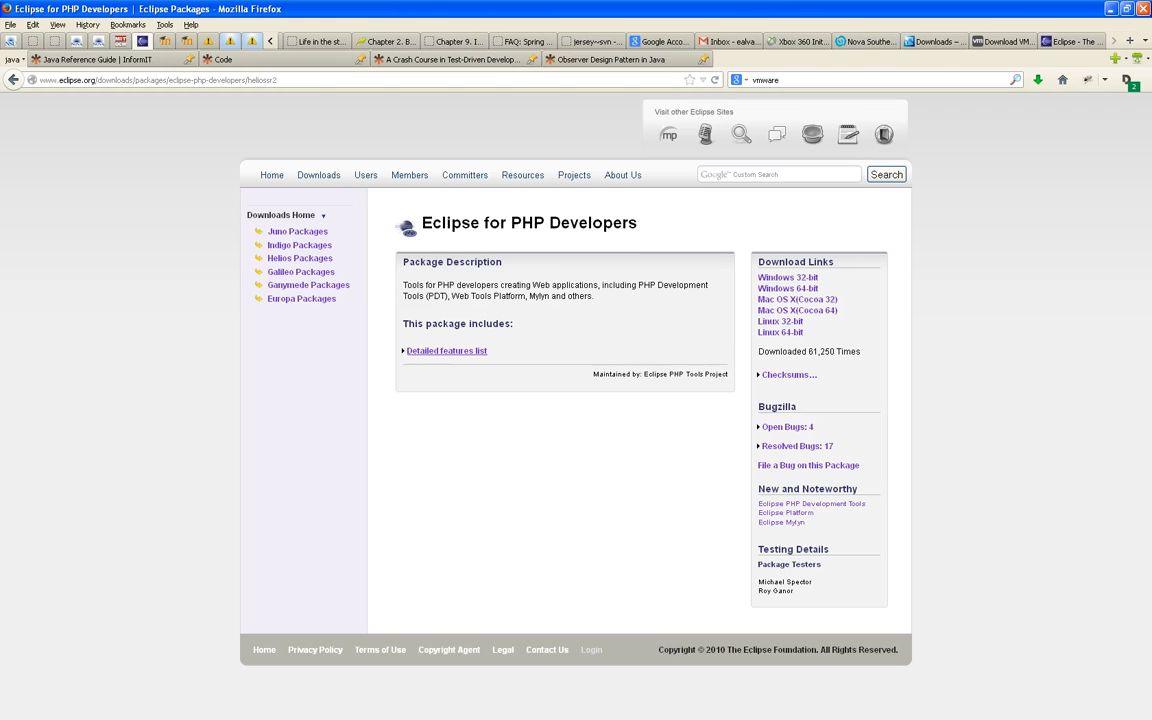 Eclipse for PHP Developers | Eclipse Packages - Mozilla Firefox
File Edit View History Bookmarks Tools Help
Life in the st... Chapter 2. B... Chapter 9. I... FAQ: Spring ... jersey~svn -... Google Acco... Inbox - ealva... Xbox 360 Init... Nova Southe... Downloads – ... Download VM... Eclipse - The ...
java Java Reference Guide | InformIT Code A Crash Course in Test-Driven Develop... Observer Design Pattern in Java
www.eclipse.org/downloads/packages/eclipse-php-developers/heliossr2 vmware 2
Visit other Eclipse Sites
mp
Home Downloads Users Members Committers Resources Projects About Us Google™ Custom Search Search
Downloads Home
Juno Packages
Indigo Packages
Helios Packages
Galileo Packages
Ganymede Packages
Europa Packages
Eclipse for PHP Developers
Package Description
Tools for PHP developers creating Web applications, including PHP Development
Tools (PDT), Web Tools Platform, Mylyn and others.
This package includes:
Detailed features list
Maintained by: Eclipse PHP Tools Project
Download Links
Windows 32-bit
Windows 64-bit
Mac OS X(Cocoa 32)
Mac OS X(Cocoa 64)
Linux 32-bit
Linux 64-bit
Downloaded 61,250 Times
Checksums...
Bugzilla
Open Bugs: 4
Resolved Bugs: 17
File a Bug on this Package
New and Noteworthy
Eclipse PHP Development Tools
Eclipse Platform
Eclipse Mylyn
Testing Details
Package Testers
Michael Spector
Roy Ganor
Home Privacy Policy Terms of Use Copyright Agent Legal Contact Us Login Copyright © 2010 The Eclipse Foundation. All Rights Reserved.